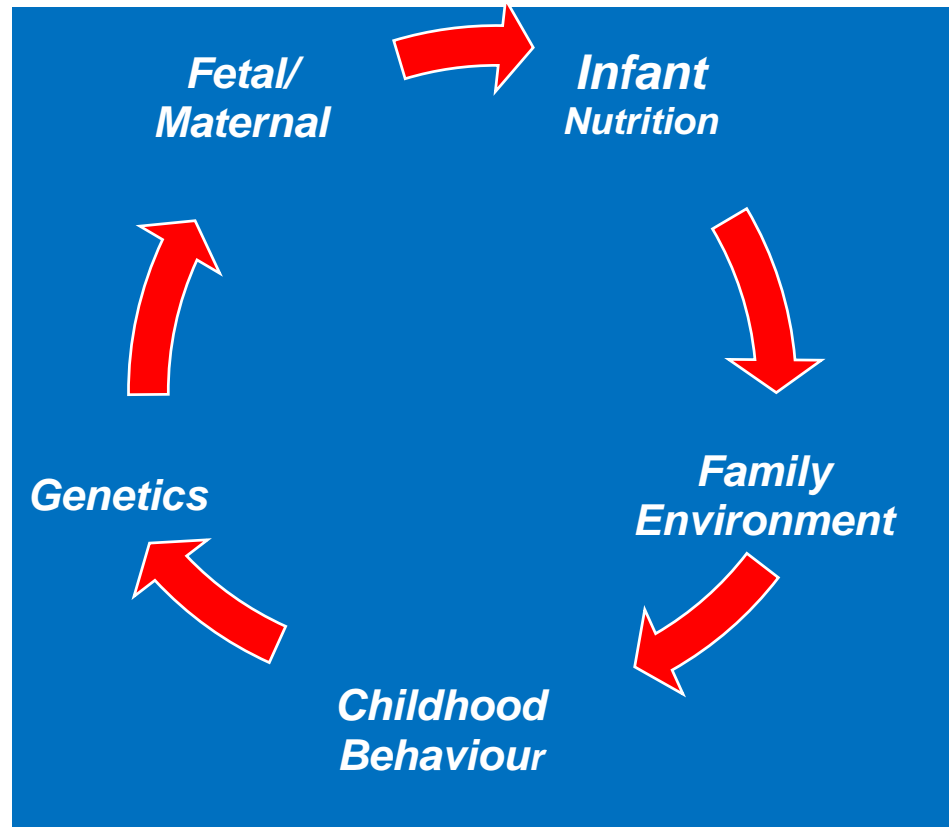 Fetal/
Maternal
Infant
Nutrition
Family
Environment
Childhood
Behaviour
Genetics